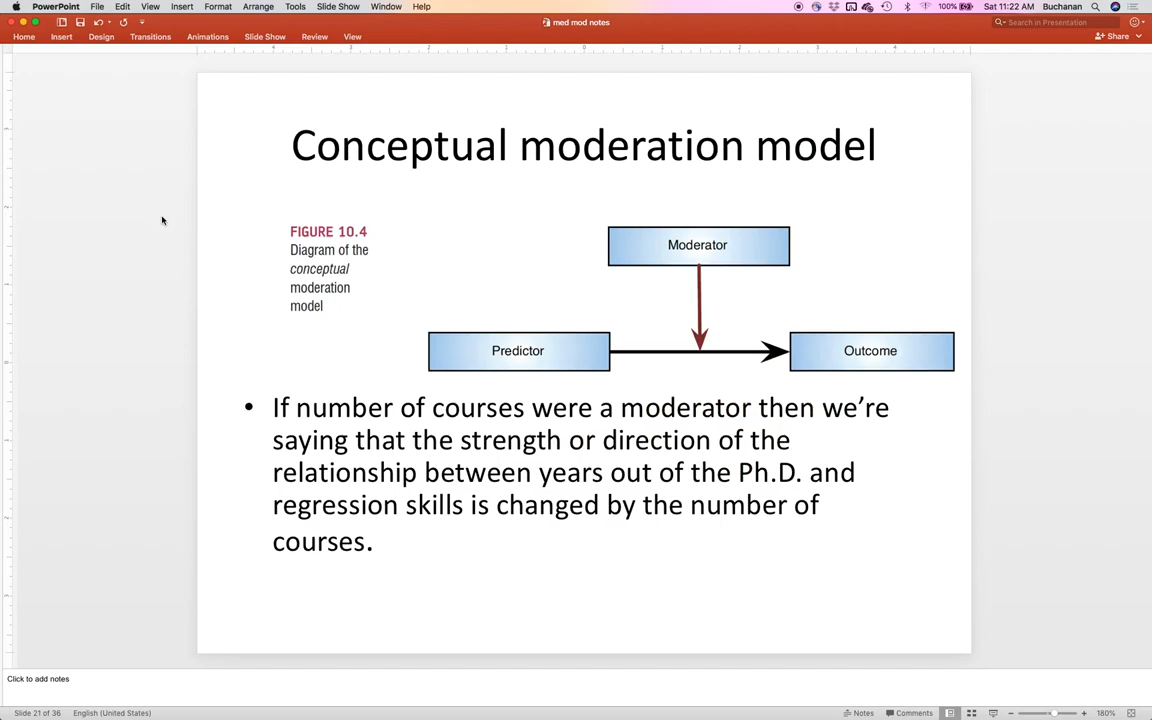 PowerPoint File Edit View Insert Format Arrange Tools Slide Show Window Help 100% Sat 11:22 AM Buchanan
med mod notes
Search in Presentation
Home Insert Design Transitions Animations Slide Show Review View Share
Conceptual moderation model
FIGURE 10.4
Diagram of the
conceptual
moderation
model
Moderator
Predictor
Outcome
• If number of courses were a moderator then we’re
saying that the strength or direction of the
relationship between years out of the Ph.D. and
regression skills is changed by the number of
courses.
Click to add notes
Slide 21 of 36 English (United States) Notes Comments 180%